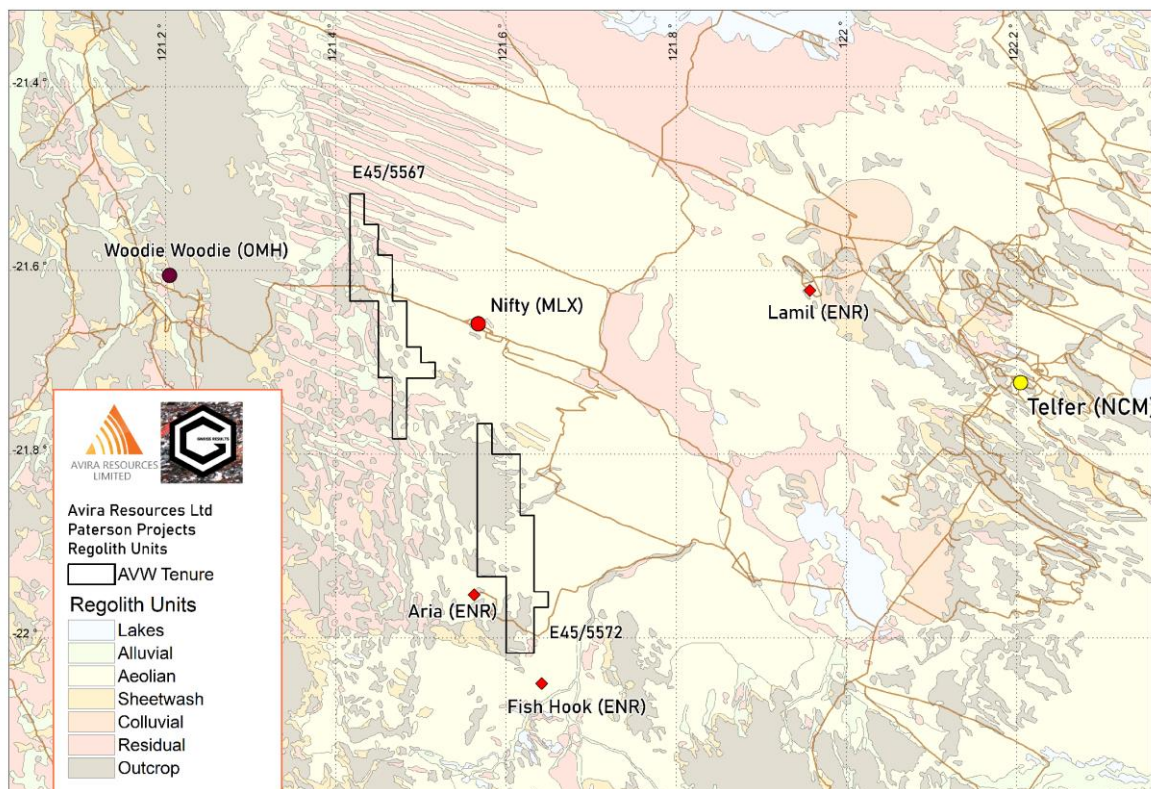 121.2 °
121.4 °
121.6 °
121.8 °
122 °
122.2 °
-21.4 °
-21.6 °
-21.8 °
-22 °
E45/5567
Woodie Woodie (OMH)
Nifty (MLX)
Lamil (ENR)
Telfer (NCM)
Aria (ENR)
E45/5572
Fish Hook (ENR)
AVIRA RESOURCES
LIMITED
Avira Resources Ltd
Paterson Projects
Regolith Units
AVW Tenure
Regolith Units
Lakes
Alluvial
Aeolian
Sheetwash
Colluvial
Residual
Outcrop